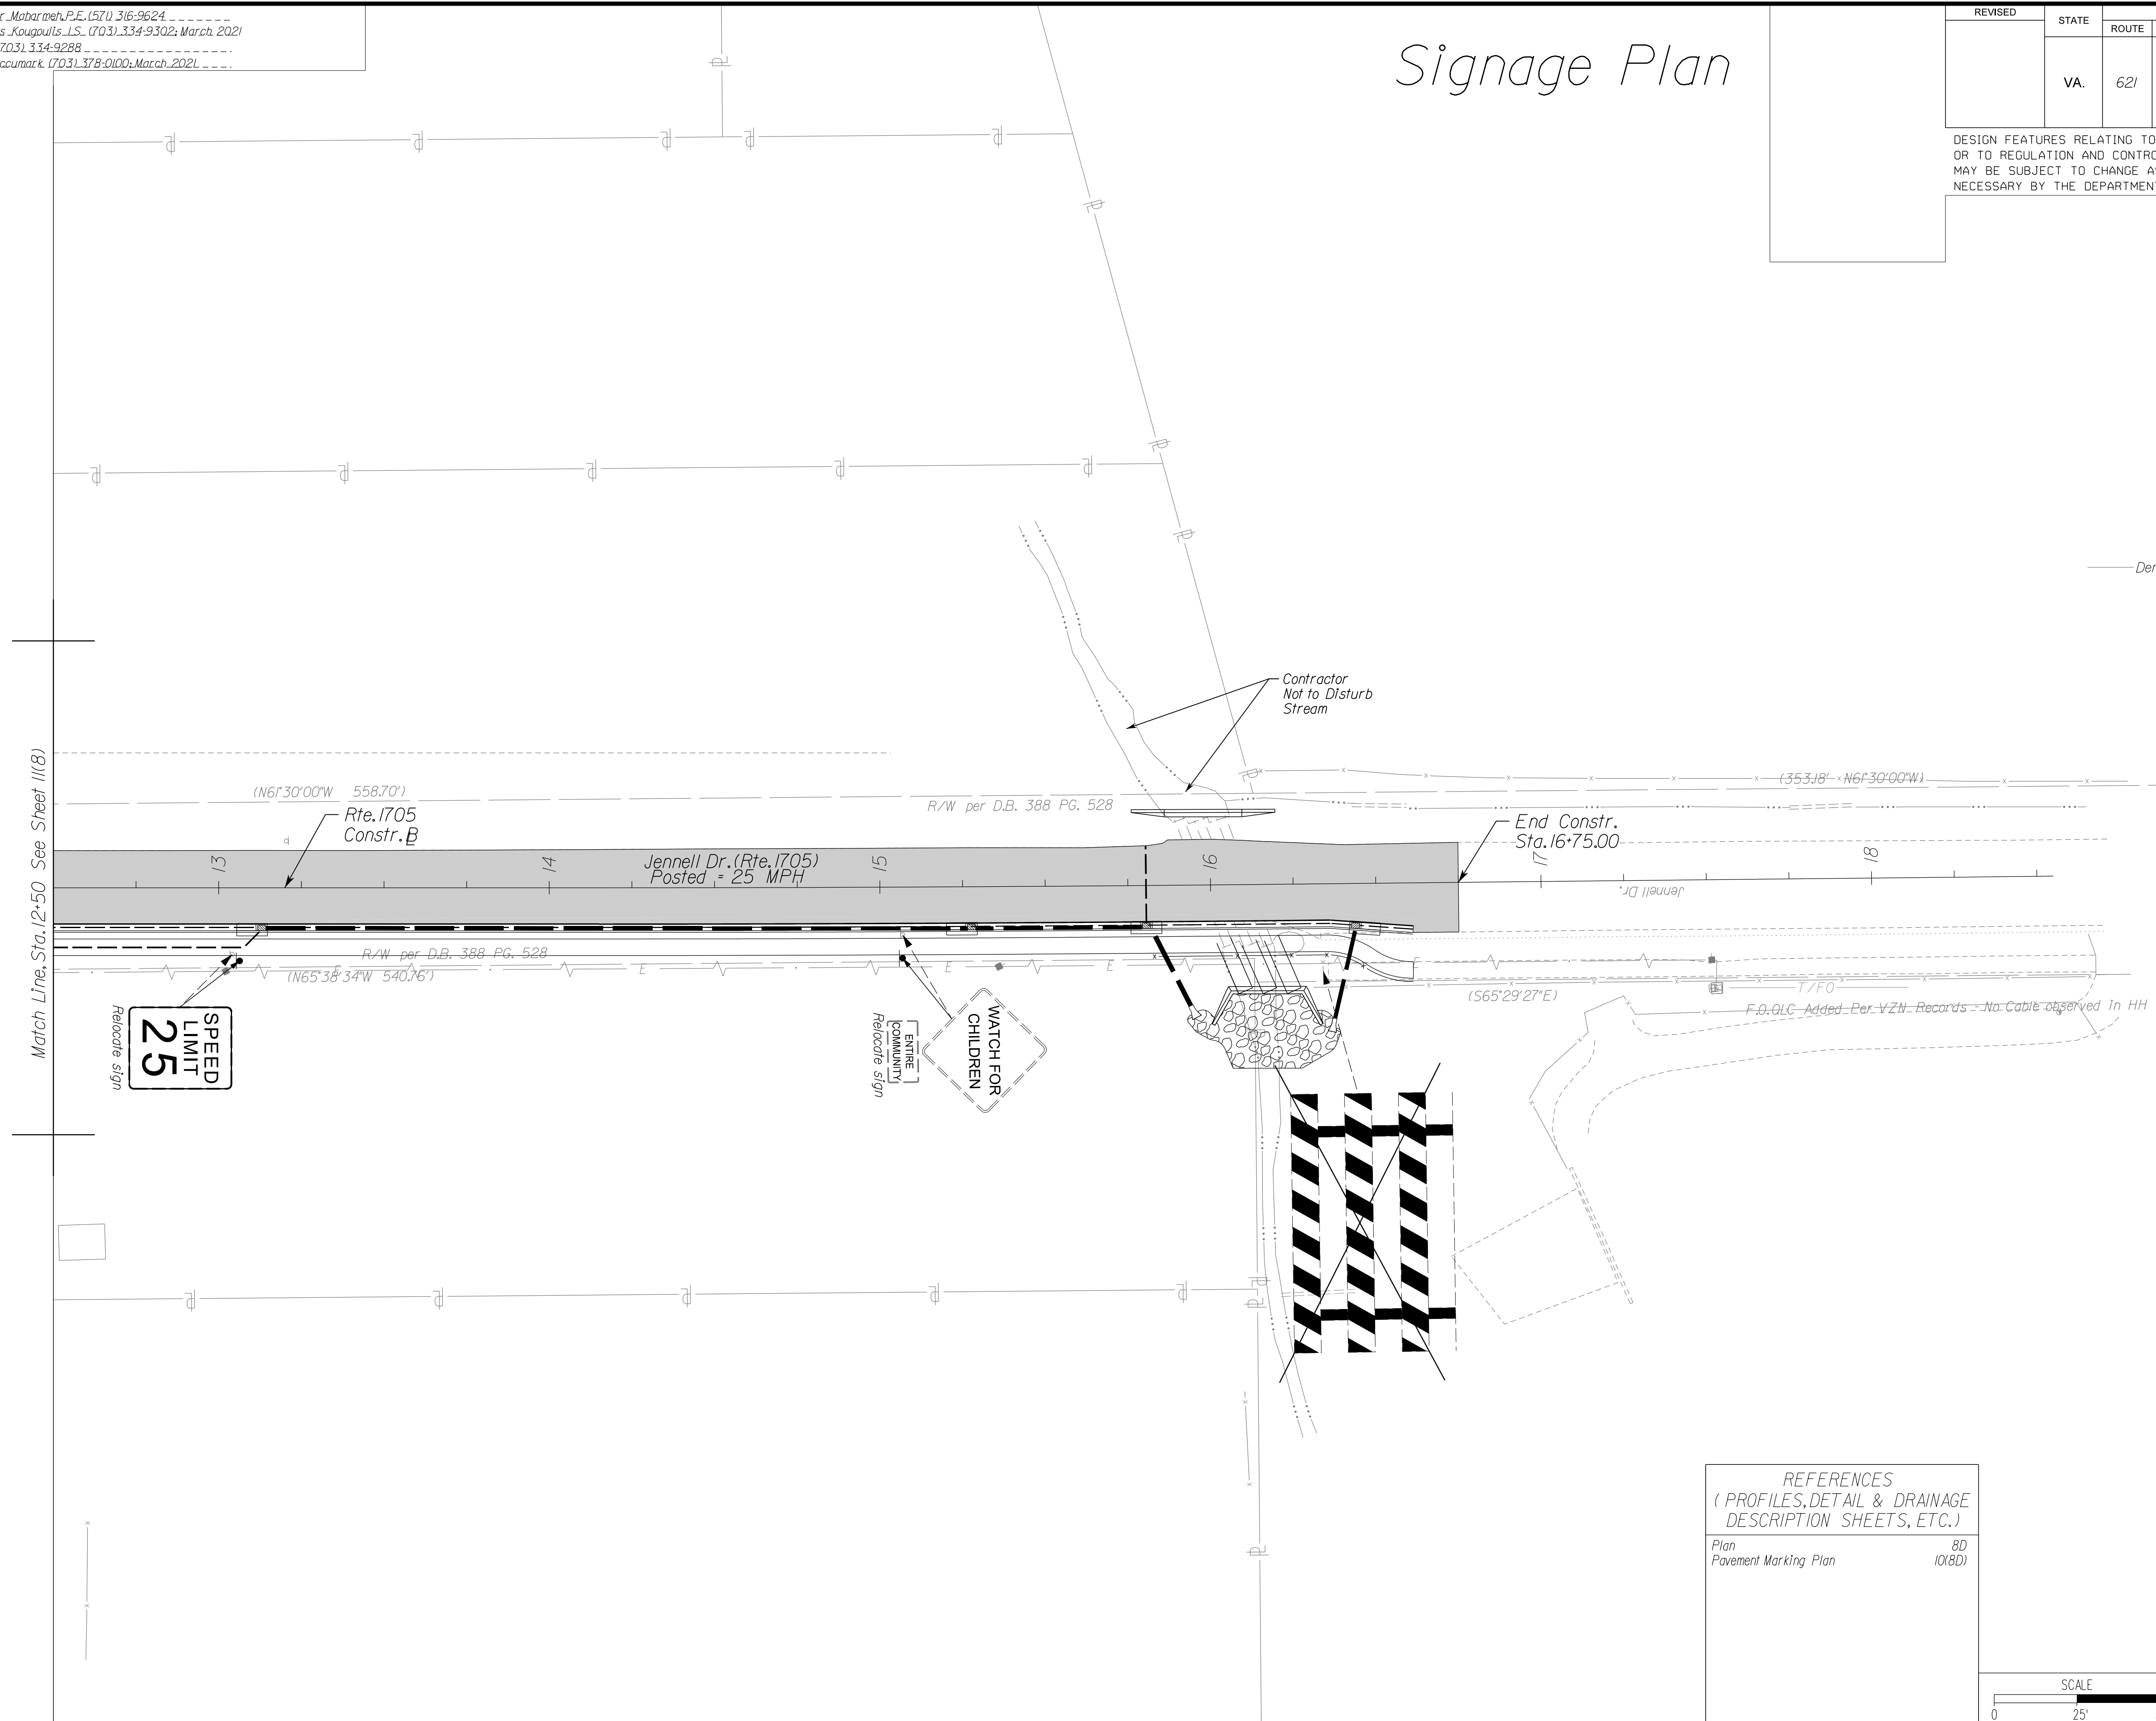 Mabarmeh, P.E. (571) 316-9624
Kougoulis LS (703) 334-9302; March 2021
(703) 334-9288
Accumark (703) 378-0100; March 2021
Signage Plan
REVISED
STATE
ROUTE
VA.
621
DESIGN FEATURES RELATING TO
OR TO REGULATION AND
MAY BE SUBJECT TO CHANGE
NECESSARY BY THE
Contractor
Not to Disturb
Stream
Match Line, Sta. 12+50 See Sheet 11(8)
(N61°30'00"W 558.70')
Rte. 1705
Constr. B
R/W per D.B. 388 PG. 528
(353.18' N61°30'00"W)
End Constr.
Sta. 16+75.00
13
14
15
16
17
18
Jennell Dr. (Rte. 1705)
Posted = 25 MPH
Jennell Dr.
R/W per D.B. 388 PG. 528
(N65°38'34"W 540.76')
(S65°29'27"E)
T/FO
F.O. QLC Added Per VZN Records - No Cable observed in HH
SPEED
LIMIT
25
Relocate sign
WATCH FOR
CHILDREN
ENTIRE
COMMUNITY
Relocate sign
REFERENCES
( PROFILES, DETAIL & DRAINAGE
DESCRIPTION SHEETS, ETC.)
Plan 8D
Pavement Marking Plan 10(8D)
SCALE
0 25'